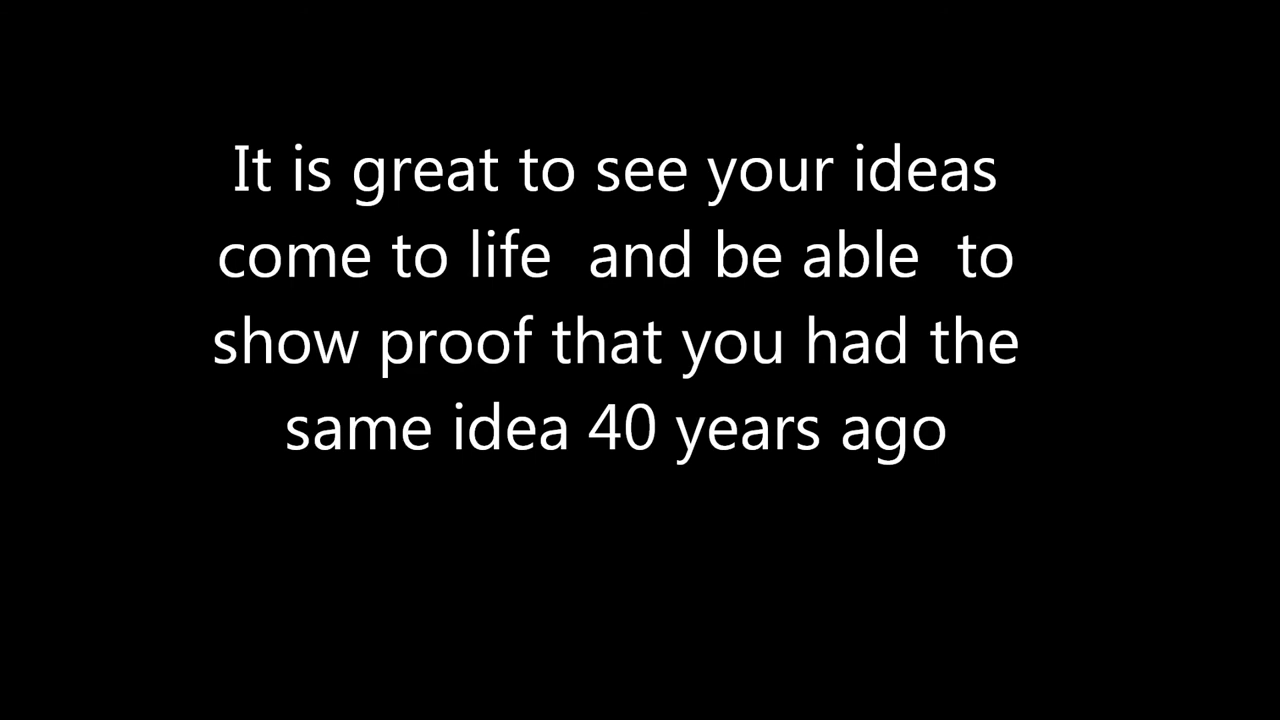 It is great to see your ideas
come to life  and be able  to
show proof that you had the
same idea 40 years ago